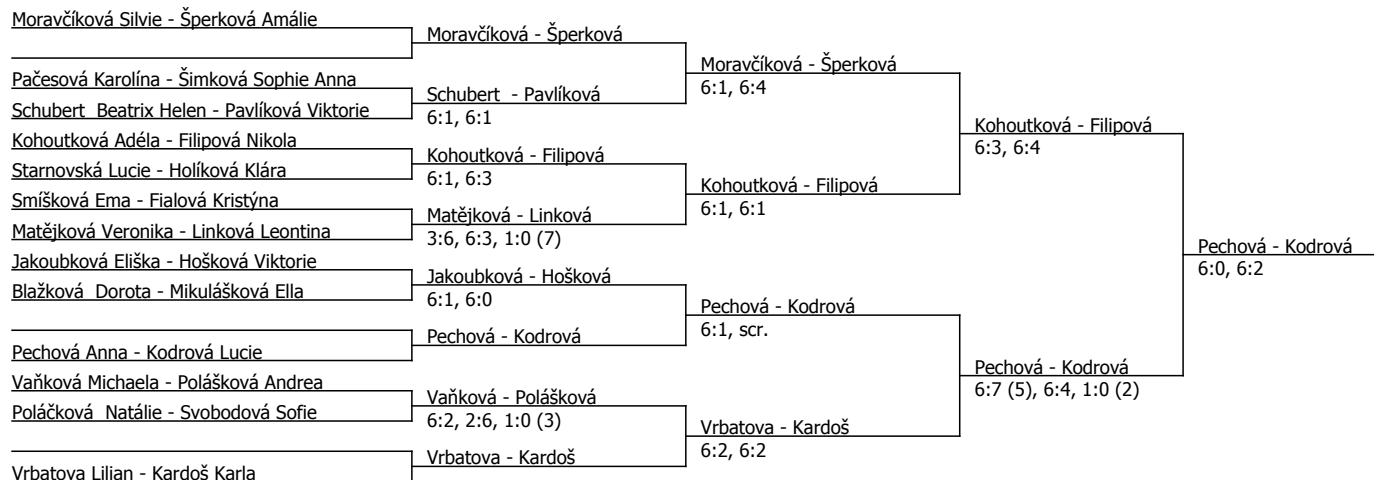 Moravčíková Silvie - Šperková Amálie
Pačesová Karolína - Šimková Sophie Anna
Schubert Beatrix Helen - Pavlíková Viktorie
Kohoutková Adéla - Filipová Nikola
Starnovská Lucie - Holíková Klára
Smíšková Ema - Fialová Kristýna
Matějková Veronika - Linková Leontina
Jakoubková Eliška - Hošková Viktorie
Blažková Dorota - Mikulášková Ella
Pechová Anna - Kodrová Lucie
Vaňková Michaela - Polášková Andrea
Poláčková Natálie - Svobodová Sofie
Vrbatova Lilian - Kardoš Karla
Moravčíková - Šperková
Schubert - Pavlíková
6:1, 6:1
Kohoutková - Filipová
6:1, 6:3
Matějková - Linková
3:6, 6:3, 1:0 (7)
Jakoubková - Hošková
6:1, 6:0
Pechová - Kodrová
Vaňková - Polášková
6:2, 2:6, 1:0 (3)
Vrbatova - Kardoš
Moravčíková - Šperková
6:1, 6:4
Kohoutková - Filipová
6:1, 6:1
Pechová - Kodrová
6:1, scr.
Vrbatova - Kardoš
6:2, 6:2
Kohoutková - Filipová
6:3, 6:4
Pechová - Kodrová
6:7 (5), 6:4, 1:0 (2)
Pechová - Kodrová
6:0, 6:2